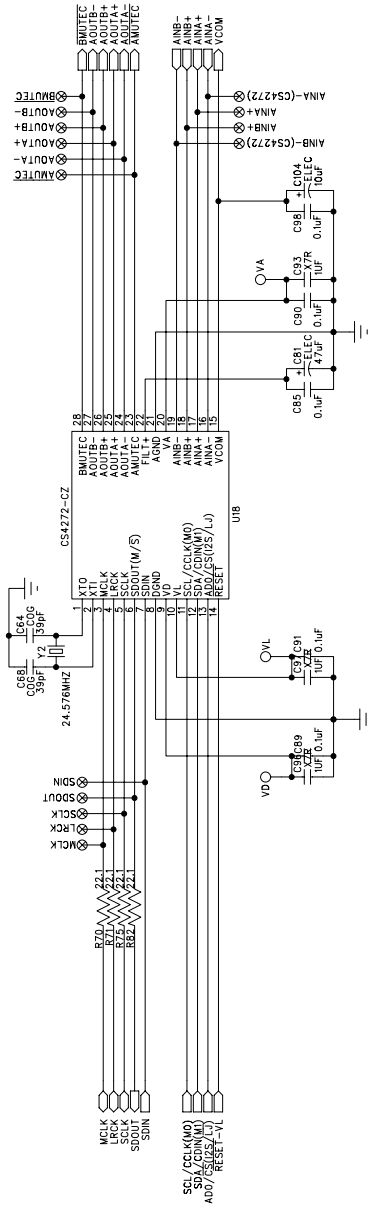 BMUTEC
AOUTB-
AOUTB+
AOUTA+
AOUTA-
AMUTEC
AINB-
AINB+
AINA+
AINA-
VCOM
BMUTEC
AOUTB-
AOUTB+
AOUTA+
AOUTA-
AMUTEC
AINA-(CS4272)
AINA+
AINB+
AINB-(CS4272)
C98
0.1uF
C104
ELEC
10uF
+
VA
C90
0.1uF
C93
X7R
1UF
C85
0.1uF
C81
ELEC
47uF
+
28
27
26
25
24
23
22
21
20
19
18
17
16
15
BMUTEC
AOUTB-
AOUTB+
AOUTA+
AOUTA-
AMUTEC
FILT+
AGND
VA
AINB-
AINB+
AINA+
AINA-
VCOM
CS4272-CZ
U18
XTO
XTI
MCLK
LRCK
SCLK
SDOUT(M/S)
SDIN
DGND
VD
VL
SCL/CCLK(M0)
SDA/CDIN(M1)
AD0/CS(I2S/LJ)
RESET
1
2
3
4
5
6
7
8
9
10
11
12
13
14
C68
COG
39pF
C64
COG
39pF
Y2
24.576MHZ
VL
C97
X7R
1UF
C91
0.1uF
VD
C96
X7R
1UF
C89
0.1uF
SDIN
SDOUT
SCLK
LRCK
MCLK
R70
22.1
R71
22.1
R75
22.1
R82
22.1
MCLK
LRCK
SCLK
SDOUT
SDIN
SCL/CCLK(M0)
SDA/CDIN(M1)
AD0/CS(I2S/LJ)
RESET-VL